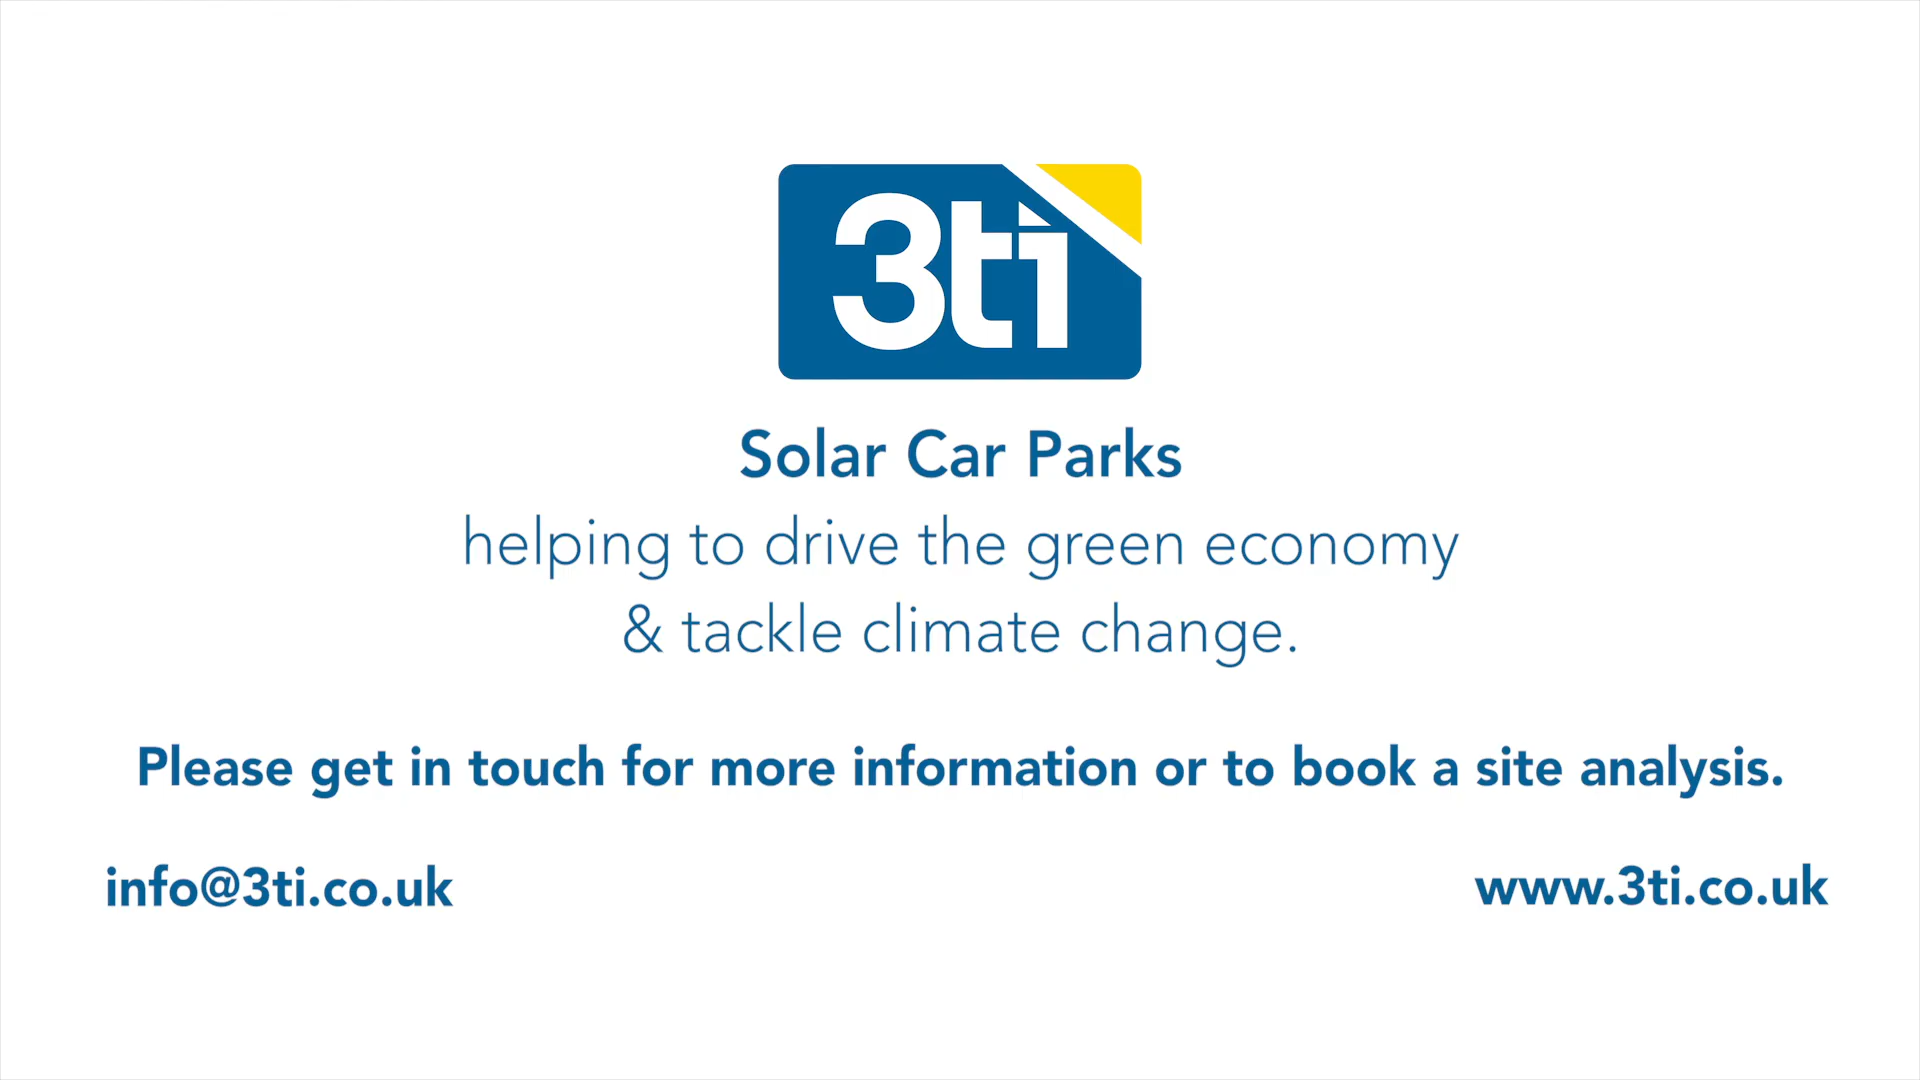 3ti
Solar Car Parks
helping to drive the green economy
& tackle climate change.
Please get in touch for more information or to book a site analysis.
info@3ti.co.uk
www.3ti.co.uk